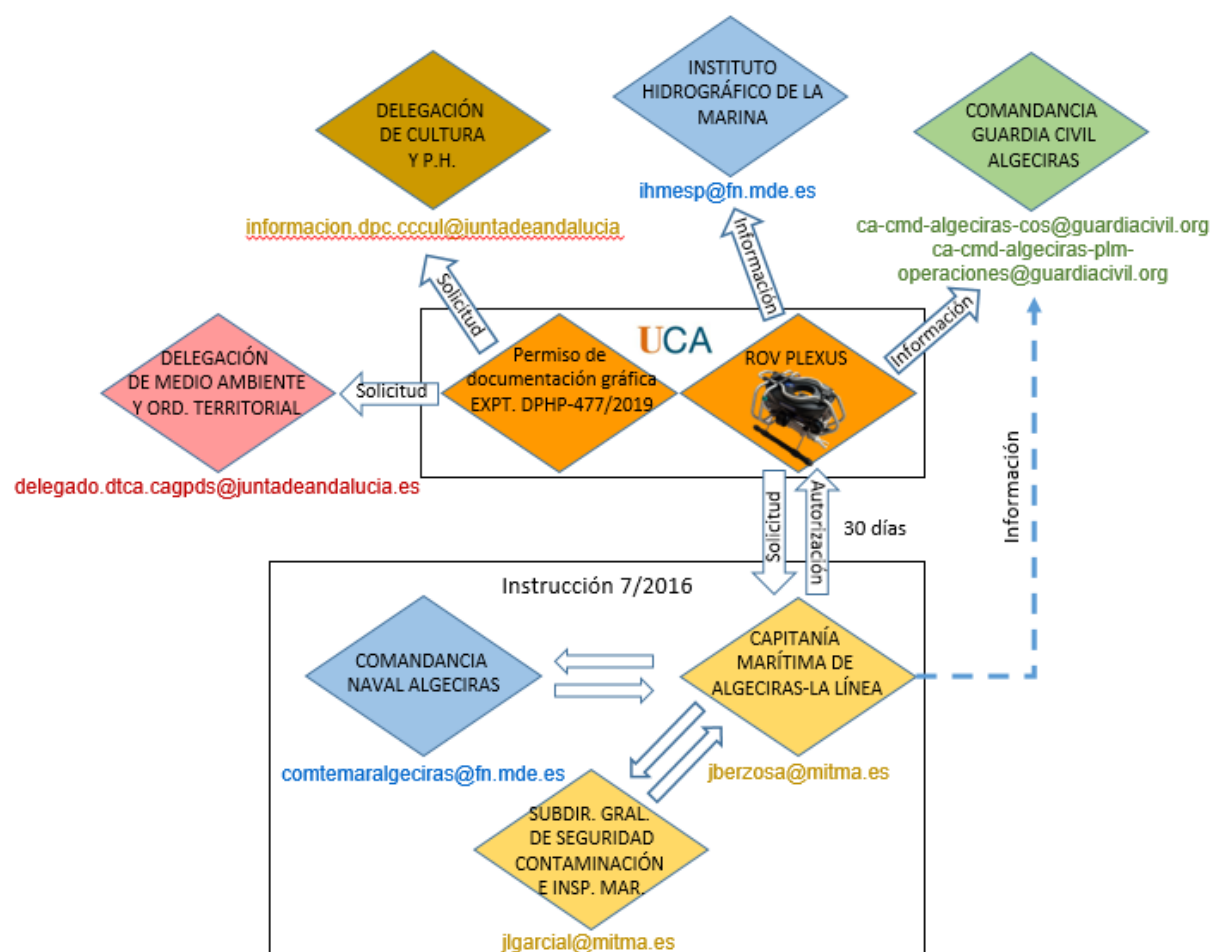 INSTITUTO
HIDROGRÁFICO DE LA
MARINA
ihmesp@fn.mde.es
DELEGACIÓN
DE CULTURA
Y P.H.
informacion.dpc.cccul@juntadeandalucia
COMANDANCIA
GUARDIA CIVIL
ALGECIRAS
ca-cmd-algeciras-cos@guardiacivil.org
ca-cmd-algeciras-plm-
operaciones@guardiacivil.org
Solicitud
Información
Información
DELEGACIÓN
DE MEDIO AMBIENTE
Y ORD. TERRITORIAL
delegado.dtca.cagpds@juntadeandalucia.es
Solicitud
Permiso de
documentación gráfica
EXPT. DPHP-477/2019
UCA
ROV PLEXUS
Solicitud
Autorización
30 días
Información
Instrucción 7/2016
COMANDANCIA
NAVAL ALGECIRAS
comtemaralgeciras@fn.mde.es
CAPITANÍA
MARÍTIMA DE
ALGECIRAS-LA LÍNEA
jberzosa@mitma.es
SUBDIR. GRAL.
DE SEGURIDAD
CONTAMINACIÓN
E INSP. MAR.
jlgarcial@mitma.es